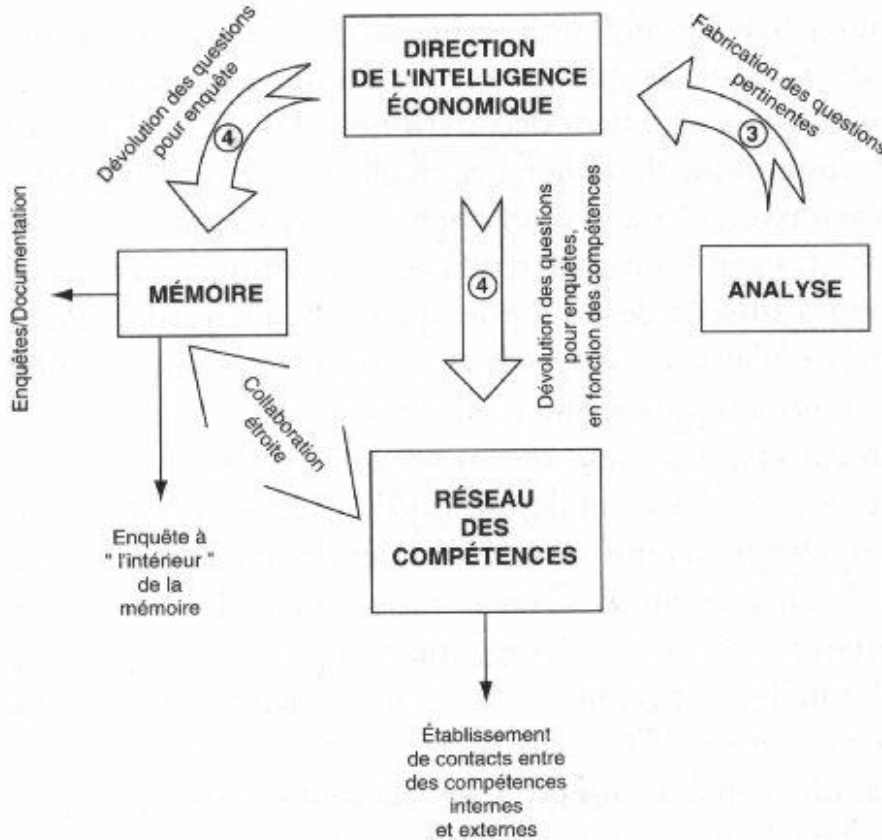 Dévolution des questions
pour enquête
④
DIRECTION
DE L'INTELLIGENCE
ÉCONOMIQUE
Fabrication des questions
pertinentes
③
Enquêtes/Documentation
MÉMOIRE
④
Dévolution des questions
pour enquêtes,
en fonction des compétences
ANALYSE
Collaboration
étroite
RÉSEAU
DES
COMPÉTENCES
Enquête à
" l'intérieur "
de la
mémoire
Établissement
de contacts entre
des compétences
internes
et externes